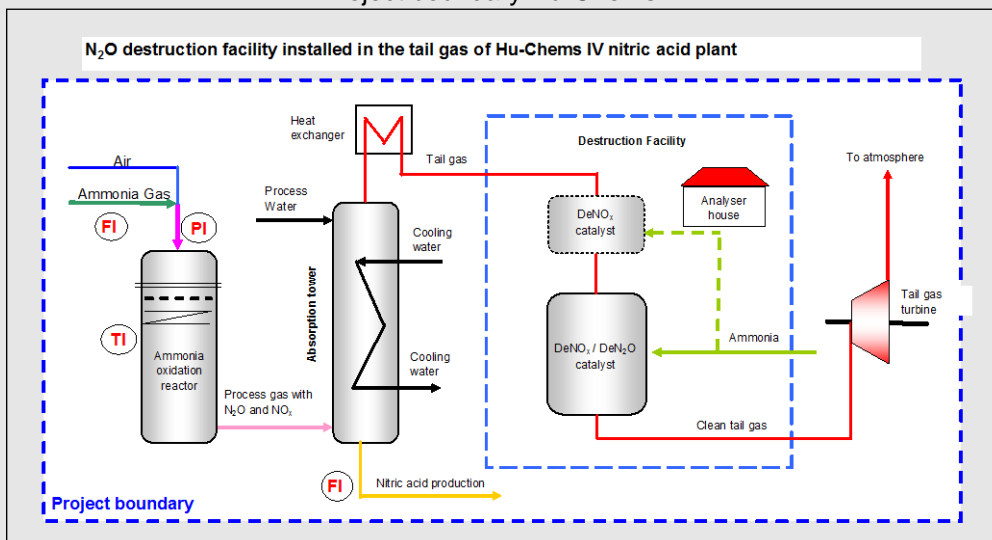 N₂O destruction facility installed in the tail gas of Hu-Chems IV nitric acid plant
Heat
exchanger
Tail gas
Destruction Facility
To atmosphere
Air
Ammonia Gas
Process
Water
Analyser
house
DeNOₓ
catalyst
FI
PI
Cooling
water
Absorption tower
Tail gas
turbine
TI
Ammonia
oxidation
reactor
DeNOₓ / DeN₂O
catalyst
Ammonia
Cooling
water
Process gas with
N₂O and NOₓ
Clean tail gas
FI
Nitric acid production
Project boundary